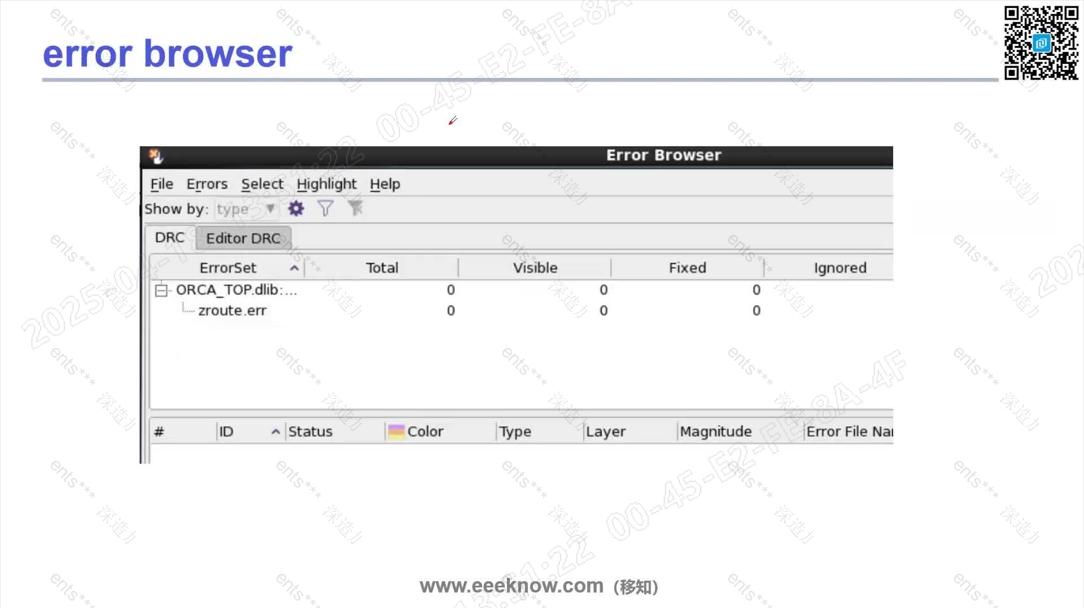 error browser
Error Browser
File Errors Select Highlight Help
Show by: type
DRC Editor DRC
ErrorSet Total Visible Fixed Ignored
ORCA_TOP.dlib:... 0 0 0
zroute.err 0 0 0
# ID Status Color Type Layer Magnitude Error File Nar
www.eeeknow.com（移知）